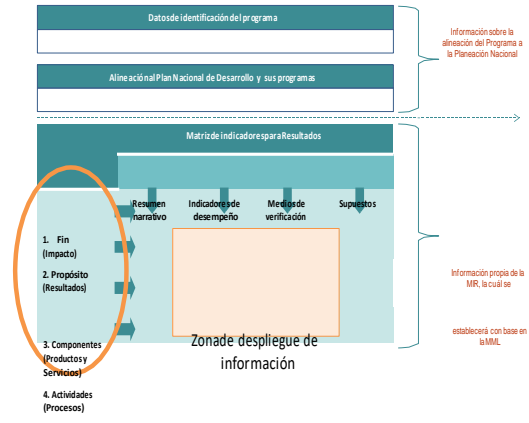 Datos de identificación del programa
Información sobre la
alineación del Programa a
la Planeación Nacional
Alineación al Plan Nacional de Desarrollo y sus programas
Matriz de indicadores para Resultados
Resumen
narrativo
Indicadores de
desempeño
Medios de
verificación
Supuestos
1. Fin
(Impacto)
2. Propósito
(Resultados)
3. Componentes
(Productos y
Servicios)
4. Actividades
(Procesos)
Zona de despliegue de
información
Información propia de la
MIR, la cuál se
establecerá con base en
la MML